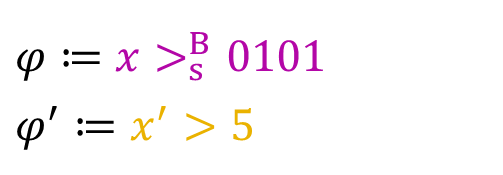 φ := x >ₛᴮ 0101
φ′ := x′ > 5